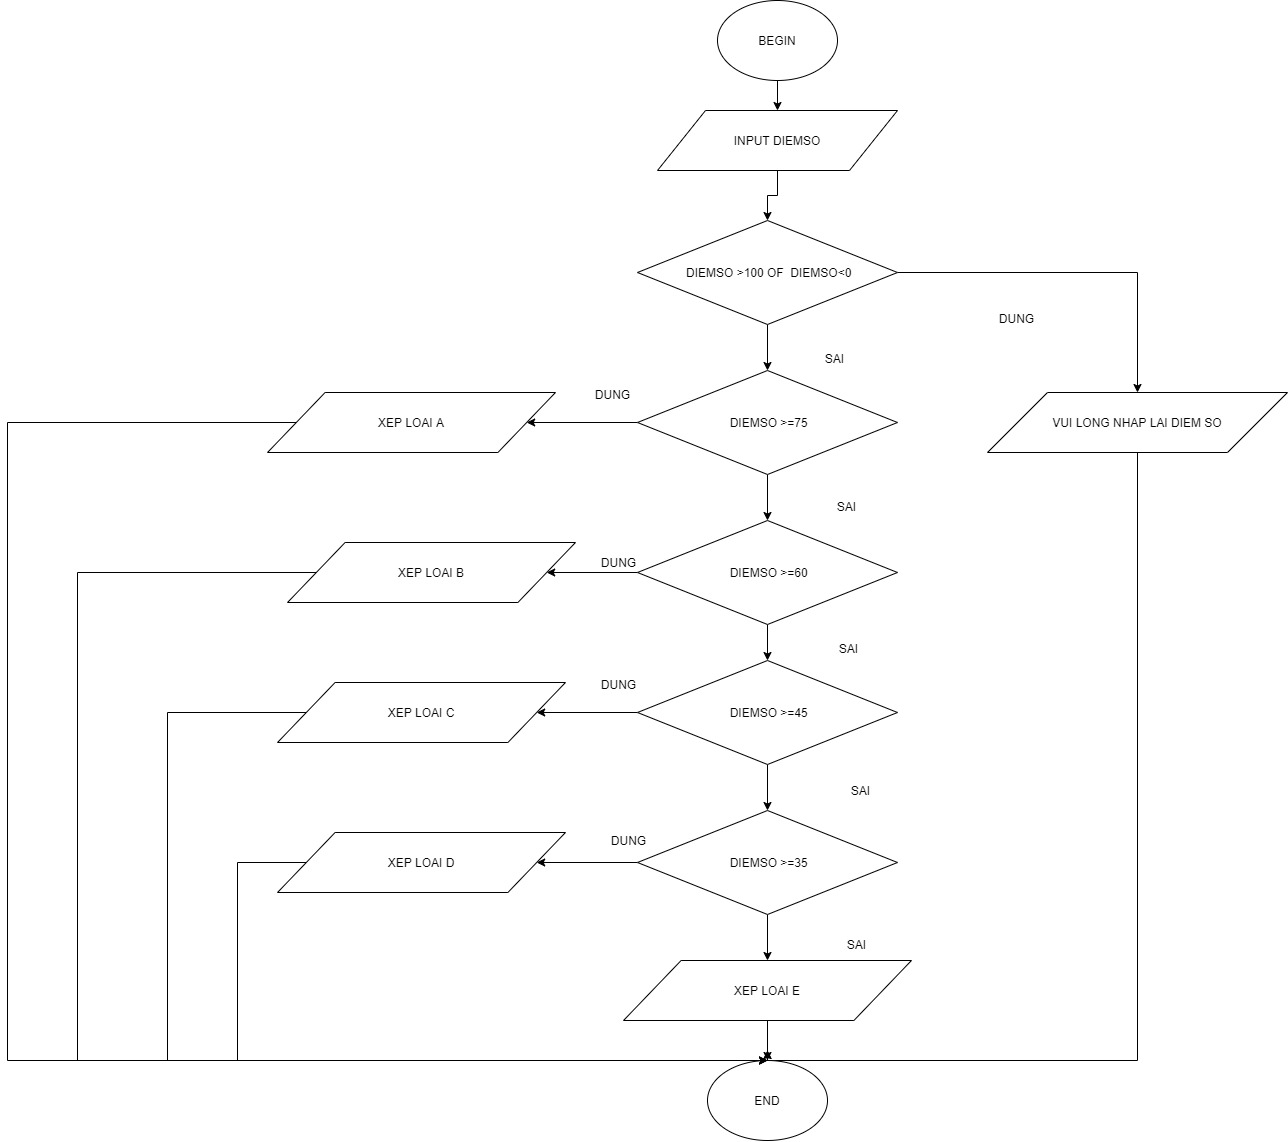 BEGIN
INPUT DIEMSO
DIEMSO >100 OF  DIEMSO<0
DUNG
SAI
DUNG
XEP LOAI A
DIEMSO >=75
VUI LONG NHAP LAI DIEM SO
SAI
DUNG
XEP LOAI B
DIEMSO >=60
SAI
DUNG
XEP LOAI C
DIEMSO >=45
SAI
DUNG
XEP LOAI D
DIEMSO >=35
SAI
XEP LOAI E
END